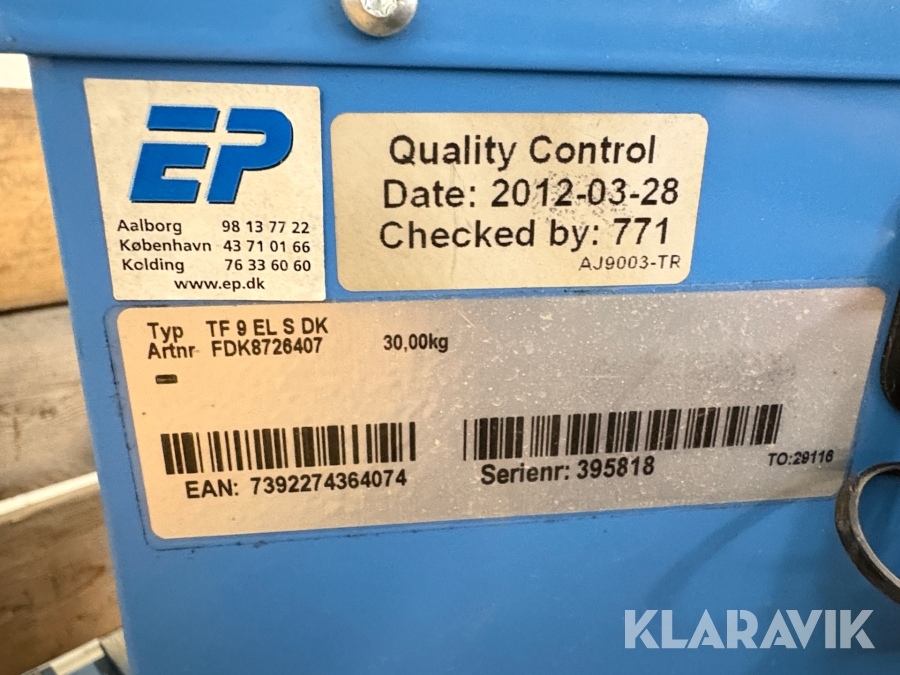 EP
Aalborg 98 13 77 22
København 43 71 01 66
Kolding 76 33 60 60
www.ep.dk
Quality Control
Date: 2012-03-28
Checked by: 771
AJ9003-TR
Typ TF 9 EL S DK
Artnr FDK8726407 30,00kg
EAN: 7392274364074
Serienr: 395818
TO:29116
KLARAVIK